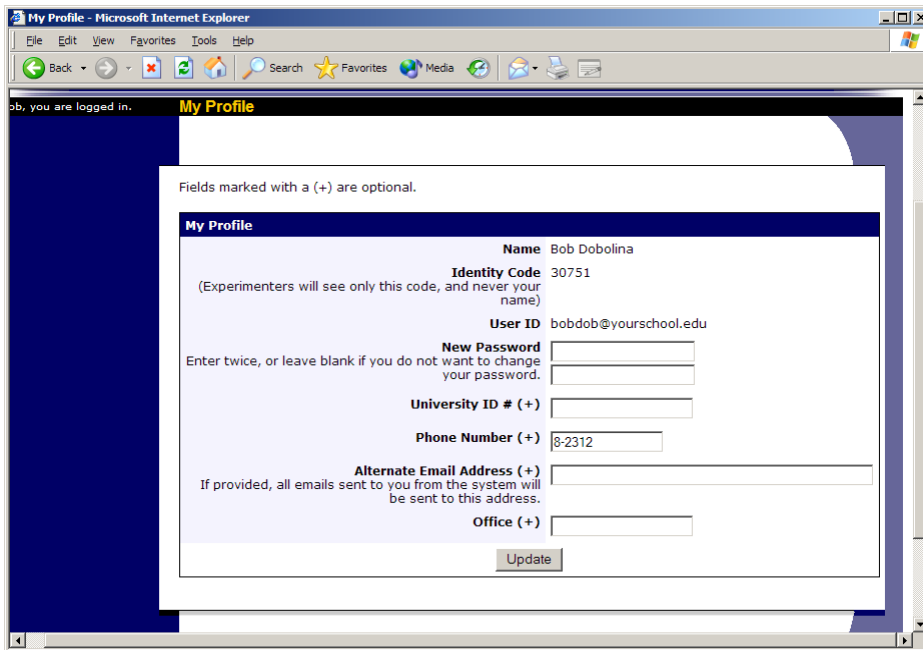 My Profile - Microsoft Internet Explorer
File Edit View Favorites Tools Help
Back Search Favorites Media
ob, you are logged in. My Profile
Fields marked with a (+) are optional.
My Profile
Name Bob Dobolina
Identity Code 30751
(Experimenters will see only this code, and never your
name)
User ID bobdob@yourschool.edu
New Password
Enter twice, or leave blank if you do not want to change
your password.
University ID # (+)
Phone Number (+) 8-2312
Alternate Email Address (+)
If provided, all emails sent to you from the system will
be sent to this address.
Office (+)
Update